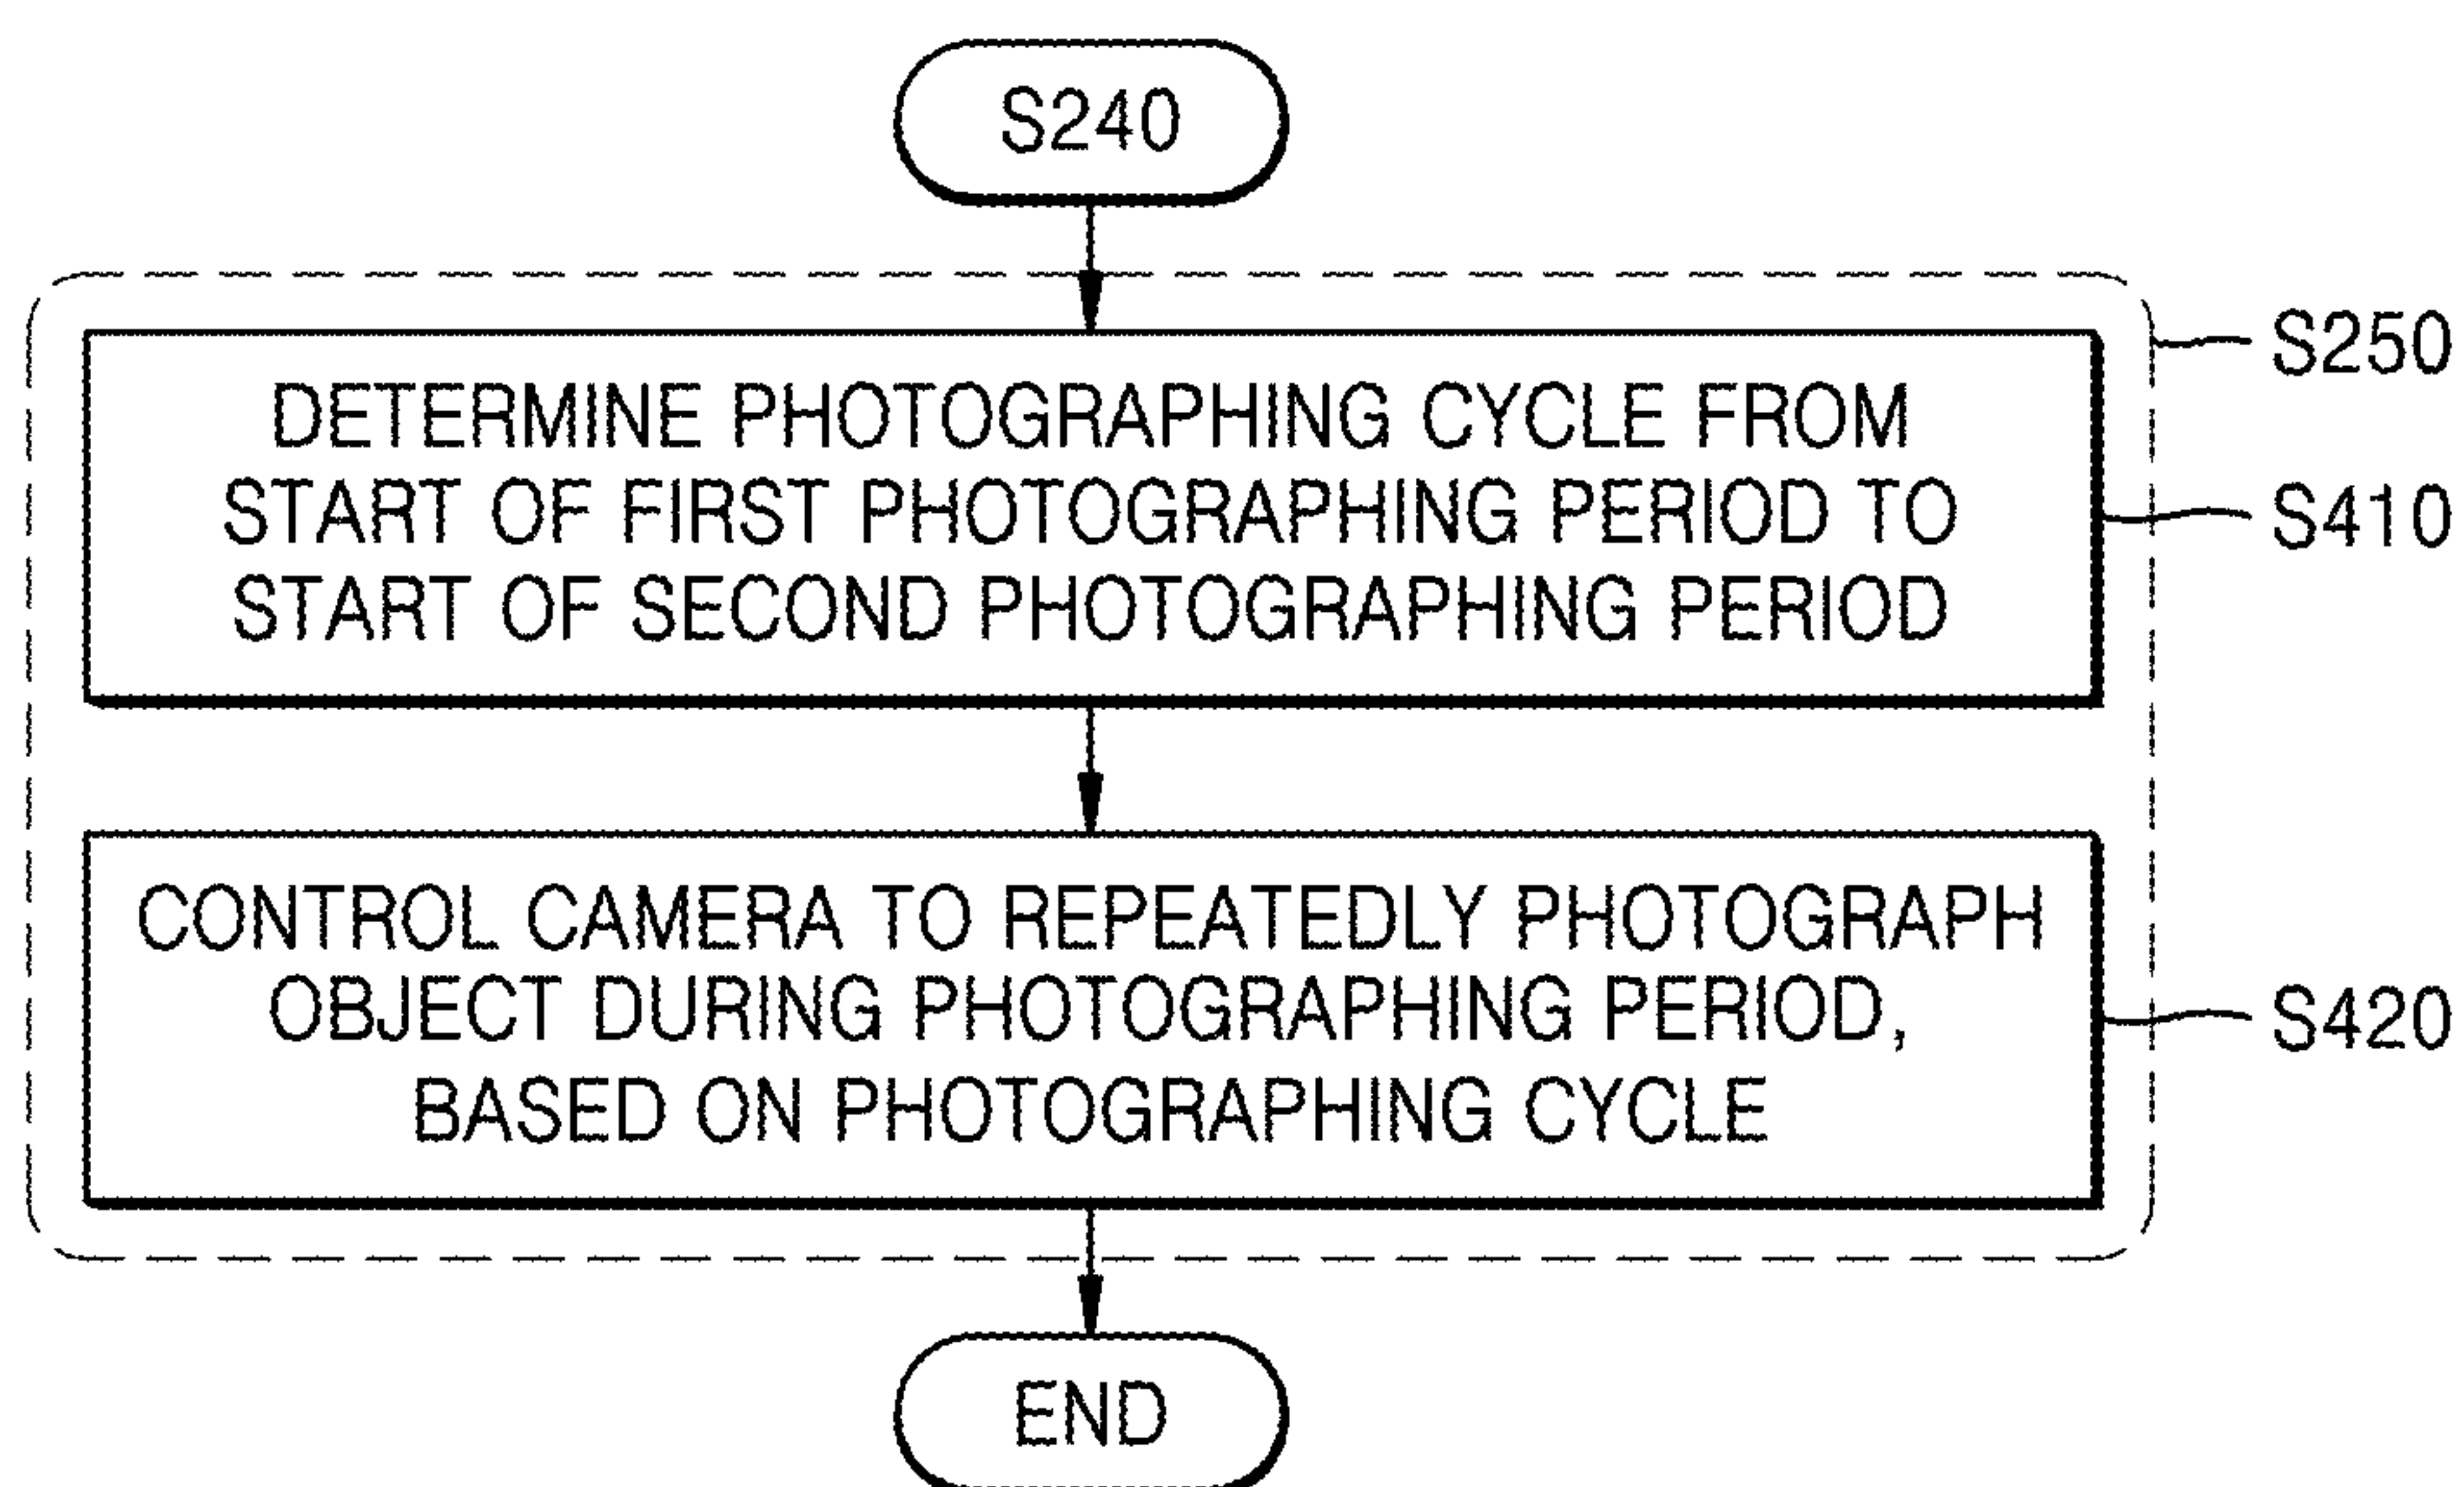 S240
S250
DETERMINE PHOTOGRAPHING CYCLE FROM
START OF FIRST PHOTOGRAPHING PERIOD TO
START OF SECOND PHOTOGRAPHING PERIOD
S410
CONTROL CAMERA TO REPEATEDLY PHOTOGRAPH
OBJECT DURING PHOTOGRAPHING PERIOD,
BASED ON PHOTOGRAPHING CYCLE
S420
END